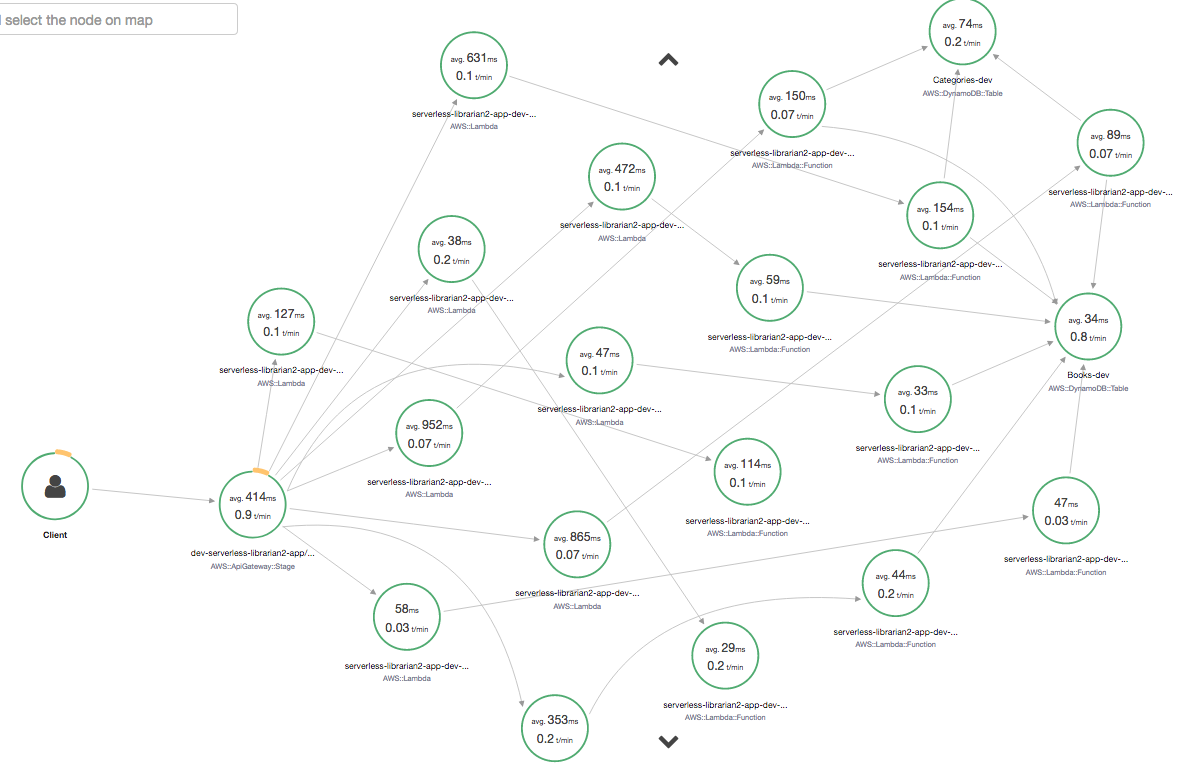 select the node on map
avg. 74ms
0.2 t/min
Categories-dev
AWS::DynamoDB::Table
avg. 631ms
0.1 t/min
serverless-librarian2-app-dev-...
AWS::Lambda
avg. 150ms
0.07 t/min
serverless-librarian2-app-dev-...
AWS::Lambda::Function
avg. 89ms
0.07 t/min
serverless-librarian2-app-dev-...
AWS::Lambda::Function
avg. 472ms
0.1 t/min
serverless-librarian2-app-dev-...
AWS::Lambda
avg. 154ms
0.1 t/min
serverless-librarian2-app-dev-...
AWS::Lambda::Function
avg. 38ms
0.2 t/min
serverless-librarian2-app-dev-...
AWS::Lambda
avg. 59ms
0.1 t/min
serverless-librarian2-app-dev-...
AWS::Lambda::Function
avg. 127ms
0.1 t/min
serverless-librarian2-app-dev-...
AWS::Lambda
avg. 34ms
0.8 t/min
Books-dev
AWS::DynamoDB::Table
avg. 47ms
0.1 t/min
serverless-librarian2-app-dev-...
AWS::Lambda
avg. 33ms
0.1 t/min
serverless-librarian2-app-dev-...
AWS::Lambda::Function
avg. 952ms
0.07 t/min
serverless-librarian2-app-dev-...
AWS::Lambda
avg. 114ms
0.1 t/min
serverless-librarian2-app-dev-...
AWS::Lambda::Function
Client
avg. 414ms
0.9 t/min
dev-serverless-librarian2-app/...
AWS::ApiGateway::Stage
47ms
0.03 t/min
serverless-librarian2-app-dev-...
AWS::Lambda::Function
avg. 865ms
0.07 t/min
serverless-librarian2-app-dev-...
AWS::Lambda
avg. 44ms
0.2 t/min
serverless-librarian2-app-dev-...
AWS::Lambda::Function
58ms
0.03 t/min
serverless-librarian2-app-dev-...
AWS::Lambda
avg. 29ms
0.2 t/min
serverless-librarian2-app-dev-...
AWS::Lambda::Function
avg. 353ms
0.2 t/min